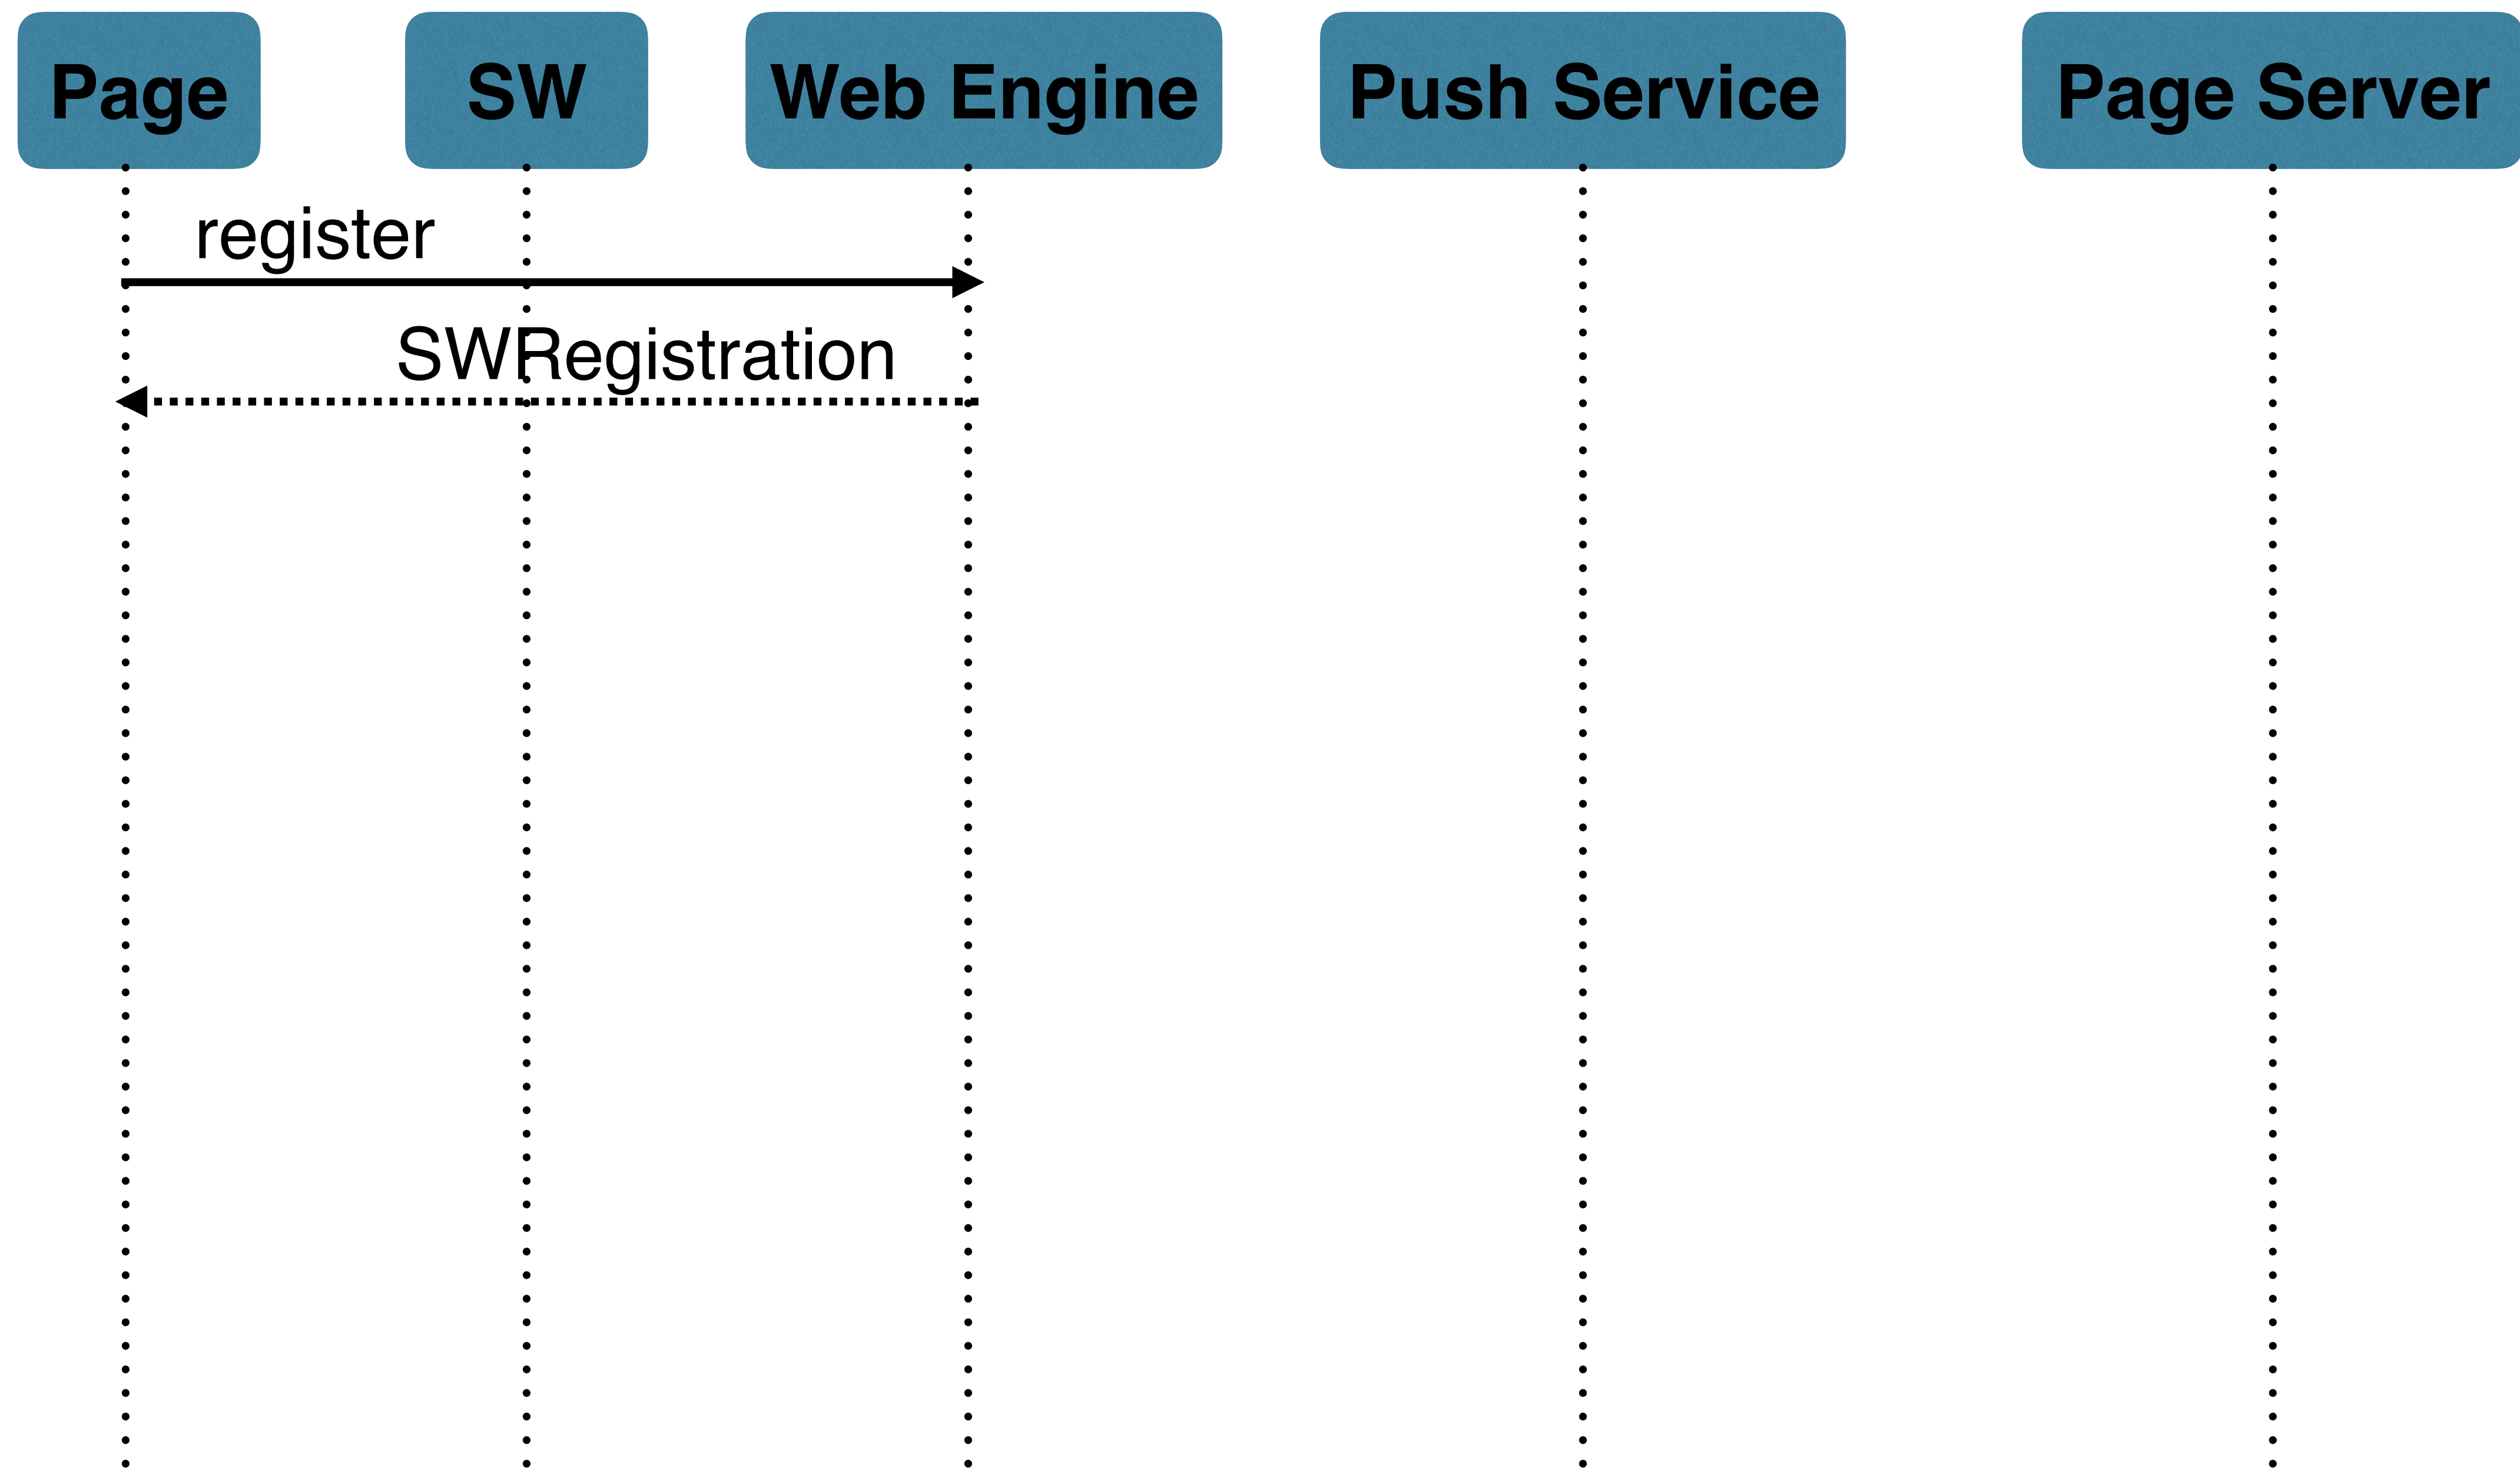 Page
SW
Web Engine
Push Service
Page Server
register
SWRegistration